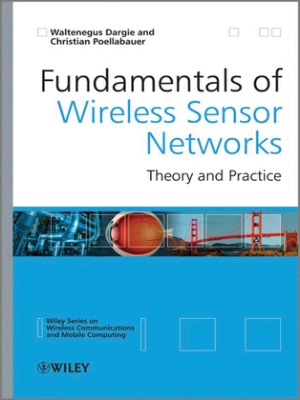 Waltenegus Dargie and
Christian Poellabauer
Fundamentals of
Wireless Sensor
Networks
Theory and Practice
Wiley Series on
Wireless Communications
and Mobile Computing
WILEY